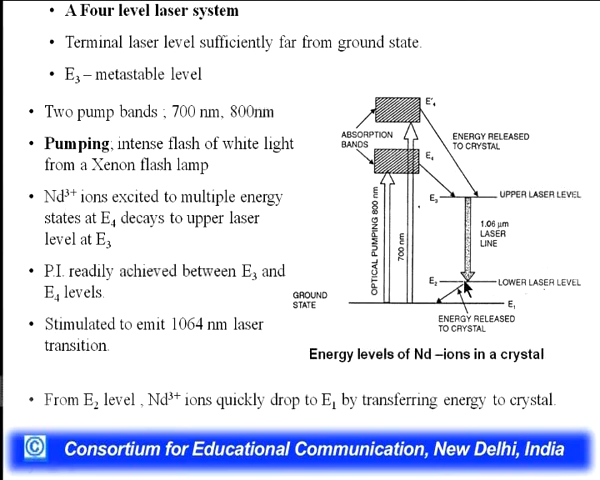 • A Four level laser system
• Terminal laser level sufficiently far from ground state.
• E₃ – metastable level
• Two pump bands ; 700 nm, 800nm
• Pumping, intense flash of white light
from a Xenon flash lamp
• Nd³⁺ ions excited to multiple energy
states at E₄ decays to upper laser
level at E₃
• P.I. readily achieved between E₃ and
E₄ levels.
• Stimulated to emit 1064 nm laser
transition.
E'₄
ABSORPTION
BANDS
ENERGY RELEASED
TO CRYSTAL
E₄
E₃
UPPER LASER LEVEL
OPTICAL PUMPING 800 nm
700 nm
1.06 μm
LASER
LINE
E₂
LOWER LASER LEVEL
GROUND
STATE
E₁
ENERGY RELEASED
TO CRYSTAL
Energy levels of Nd –ions in a crystal
• From E₂ level , Nd³⁺ ions quickly drop to E₁ by transferring energy to crystal.
© Consortium for Educational Communication, New Delhi, India